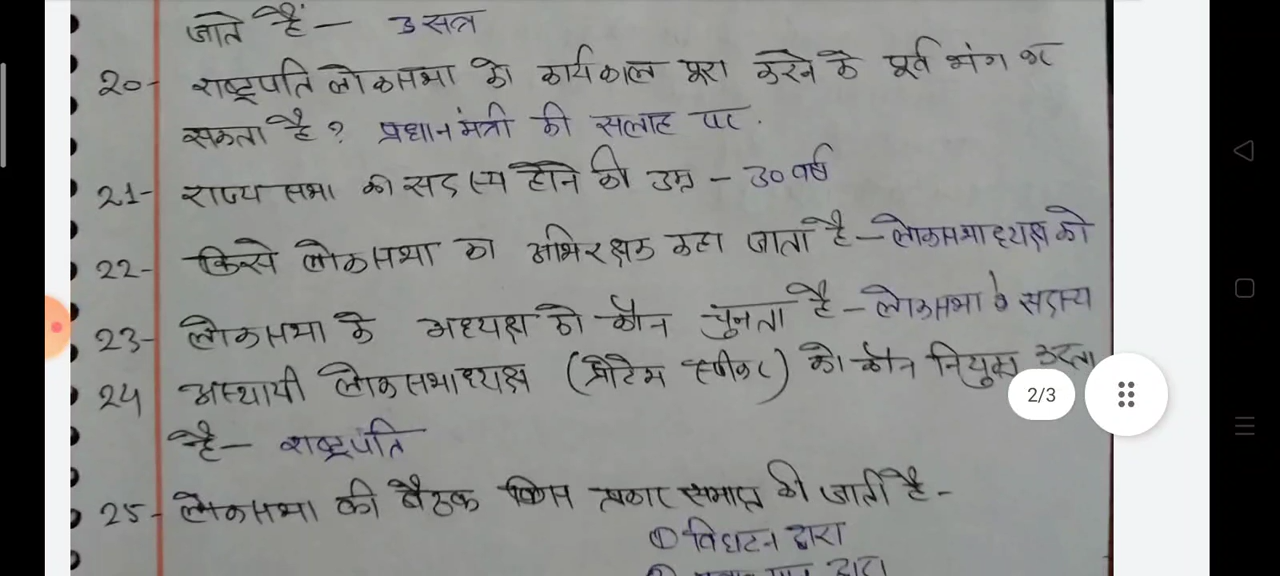 जाते हैं - 3 सत्र
20- राष्ट्रपति लोकसभा को कार्यकाल पूरा करने के पूर्व भंग कर
सकता है? प्रधानमंत्री की सलाह पर.
21- राज्य सभा की सदस्य होने की उम्र - 30 वर्ष
22- किसे लोकसभा का अभिरक्षक कहा जाता है - लोकसभाध्यक्ष को
23- लोकसभा के अध्यक्ष को कौन चुनता है - लोकसभा के सदस्य
24 अस्थायी लोकसभाध्यक्ष (प्रोटेम स्पीकर) को कौन नियुक्त करता
है - राष्ट्रपति
2/3
25- लोकसभा की बैठक किस प्रकार समाप्त की जाती है -
① विघटन द्वारा
द्वारा